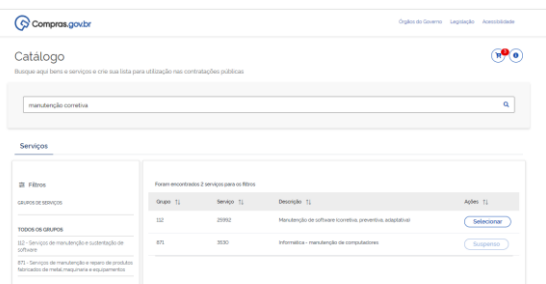 Compras.gov.br
Órgãos do Governo Legislação Acessibilidade
Catálogo
Busque aqui bens e serviços e crie sua lista para utilização nas contratações públicas
manutenção corretiva
Serviços
Filtros
GRUPOS DE SERVIÇOS
TODOS OS GRUPOS
112 - Serviços de manutenção e sustentação de
software
871 - Serviços de manutenção e reparo de produtos
fabricados de metal, maquinaria e equipamentos
Foram encontrados 2 serviços para os filtros
Grupo Serviço Descrição Ações
112 Manutenção de software (corretiva, preventiva, adaptativa) Selecionar
871 Informática - manutenção de computadores Suspenso